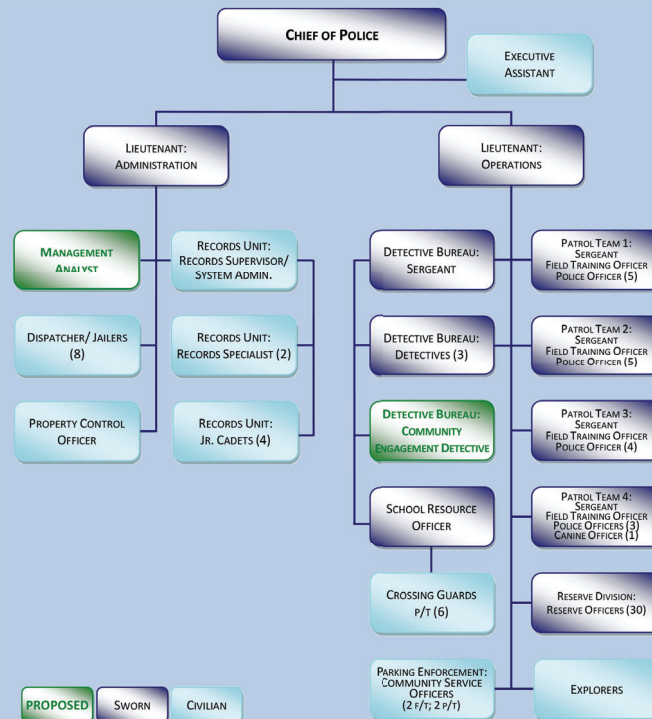 CHIEF OF POLICE
EXECUTIVE
ASSISTANT
LIEUTENANT:
ADMINISTRATION
LIEUTENANT:
OPERATIONS
MANAGEMENT
ANALYST
RECORDS UNIT:
RECORDS SUPERVISOR/
SYSTEM ADMIN.
DETECTIVE BUREAU:
SERGEANT
PATROL TEAM 1:
SERGEANT
FIELD TRAINING OFFICER
POLICE OFFICER (5)
DISPATCHER/ JAILERS
(8)
RECORDS UNIT:
RECORDS SPECIALIST (2)
DETECTIVE BUREAU:
DETECTIVES (3)
PATROL TEAM 2:
SERGEANT
FIELD TRAINING OFFICER
POLICE OFFICER (5)
PROPERTY CONTROL
OFFICER
RECORDS UNIT:
JR. CADETS (4)
DETECTIVE BUREAU:
COMMUNITY
ENGAGEMENT DETECTIVE
PATROL TEAM 3:
SERGEANT
FIELD TRAINING OFFICER
POLICE OFFICER (4)
SCHOOL RESOURCE
OFFICER
PATROL TEAM 4:
SERGEANT
FIELD TRAINING OFFICER
POLICE OFFICERS (3)
CANINE OFFICER (1)
CROSSING GUARDS
P/T (6)
RESERVE DIVISION:
RESERVE OFFICERS (30)
PARKING ENFORCEMENT:
COMMUNITY SERVICE
OFFICERS
(2 F/T; 2 P/T)
EXPLORERS
PROPOSED
SWORN
CIVILIAN